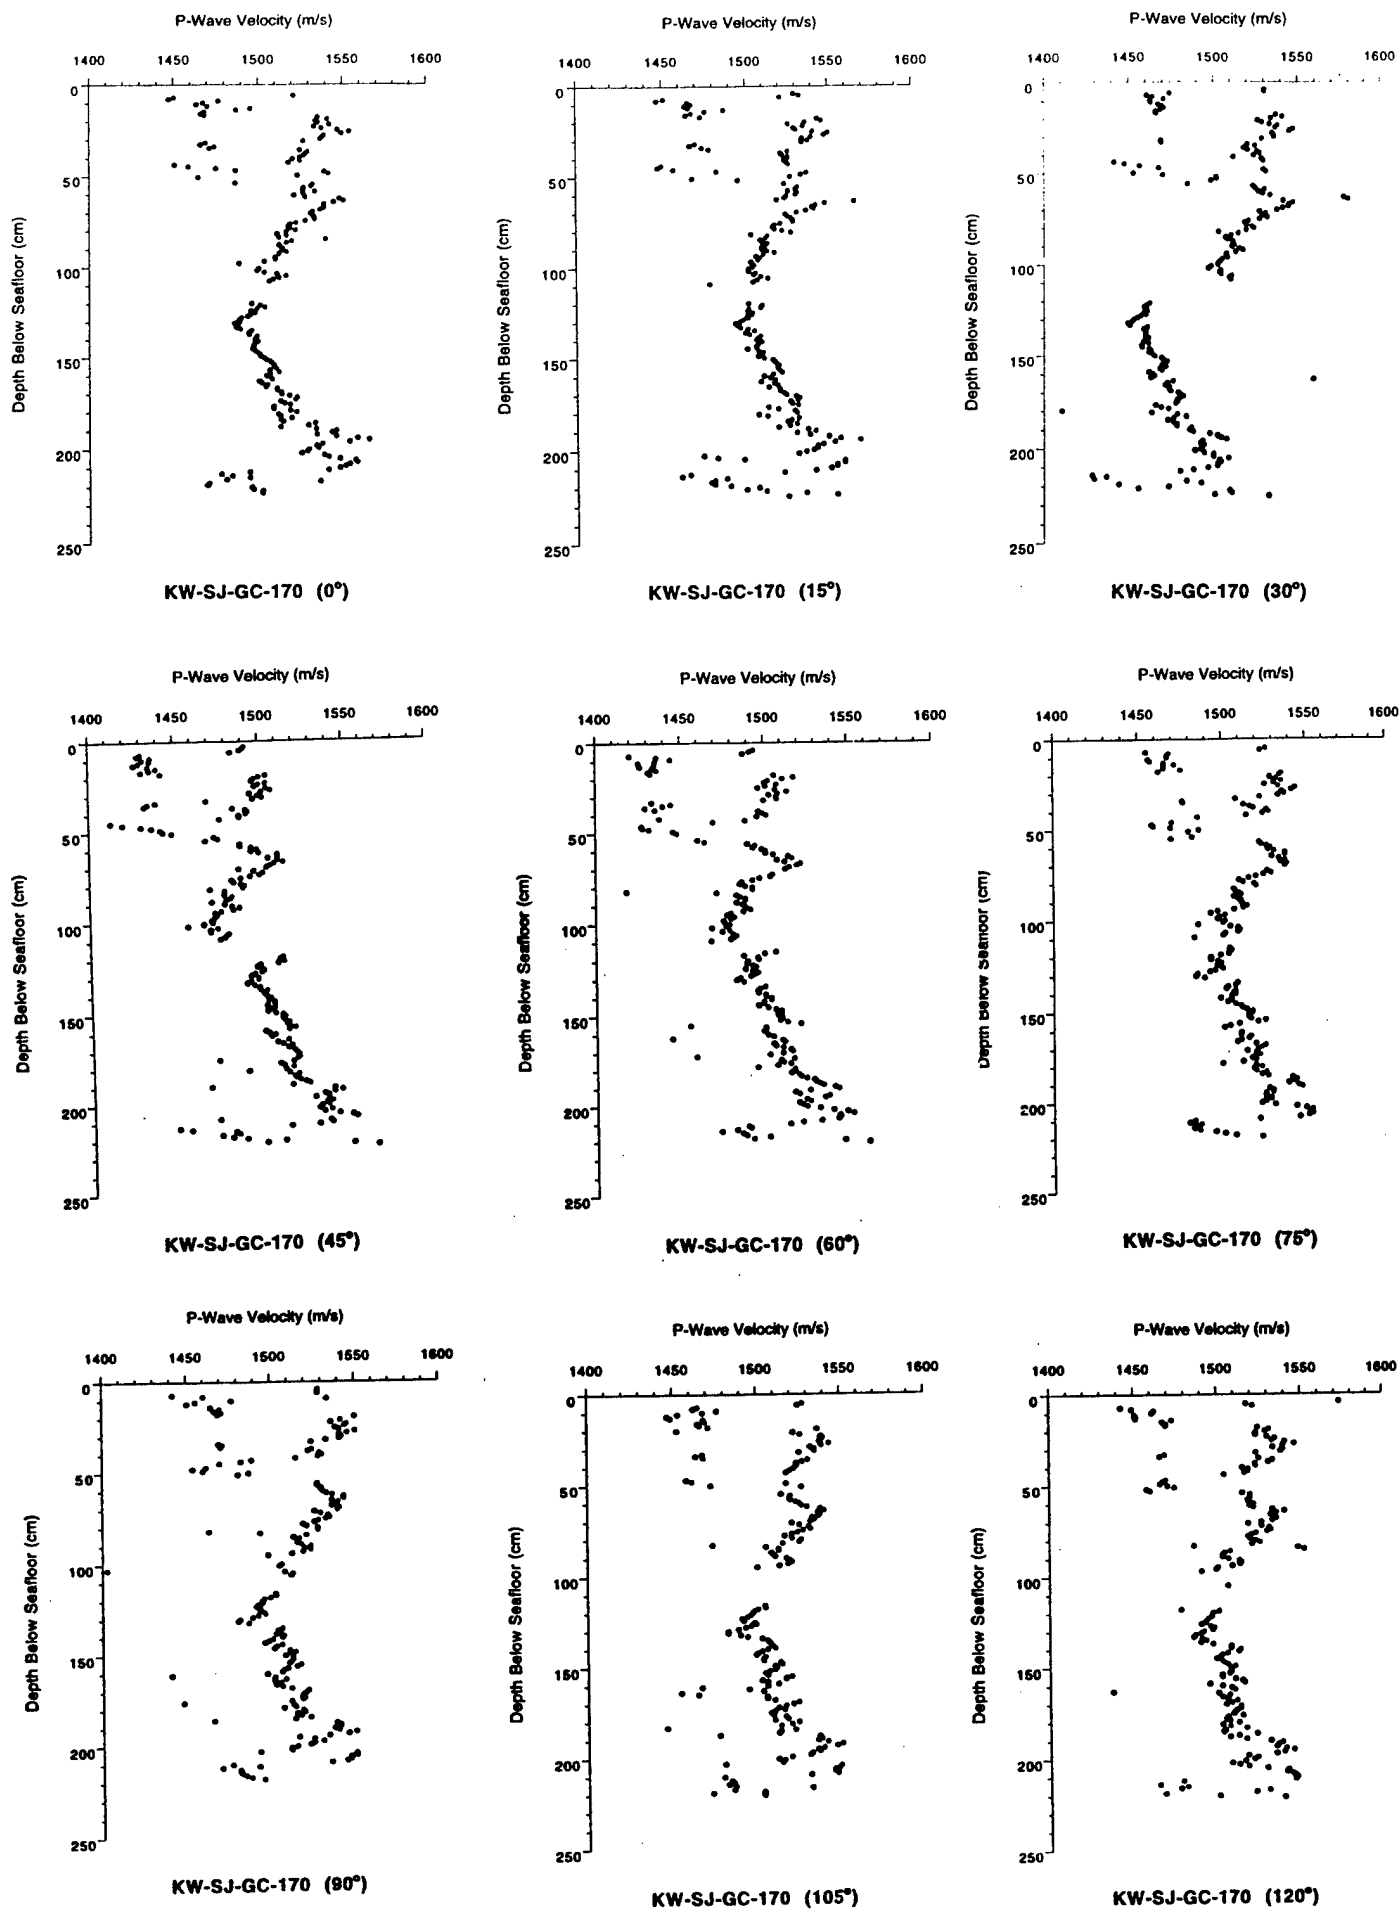 P-Wave Velocity (m/s)
1400 1450 1500 1550 1600
0
50
100
150
200
250
Depth Below Seafloor (cm)
KW-SJ-GC-170 (0°)
P-Wave Velocity (m/s)
1400 1450 1500 1550 1600
0
50
100
150
200
250
Depth Below Seafloor (cm)
KW-SJ-GC-170 (15°)
P-Wave Velocity (m/s)
1400 1450 1500 1550 1600
0
50
100
150
200
250
Depth Below Seafloor (cm)
KW-SJ-GC-170 (30°)
P-Wave Velocity (m/s)
1400 1450 1500 1550 1600
0
50
100
150
200
250
Depth Below Seafloor (cm)
KW-SJ-GC-170 (45°)
P-Wave Velocity (m/s)
1400 1450 1500 1550 1600
0
50
100
150
200
250
Depth Below Seafloor (cm)
KW-SJ-GC-170 (60°)
P-Wave Velocity (m/s)
1400 1450 1500 1550 1600
0
50
100
150
200
250
Depth Below Seafloor (cm)
KW-SJ-GC-170 (75°)
P-Wave Velocity (m/s)
1400 1450 1500 1550 1600
0
50
100
150
200
250
Depth Below Seafloor (cm)
KW-SJ-GC-170 (90°)
P-Wave Velocity (m/s)
1400 1450 1500 1550 1600
0
50
100
150
200
250
Depth Below Seafloor (cm)
KW-SJ-GC-170 (105°)
P-Wave Velocity (m/s)
1400 1450 1500 1550 1600
0
50
100
150
200
250
Depth Below Seafloor (cm)
KW-SJ-GC-170 (120°)